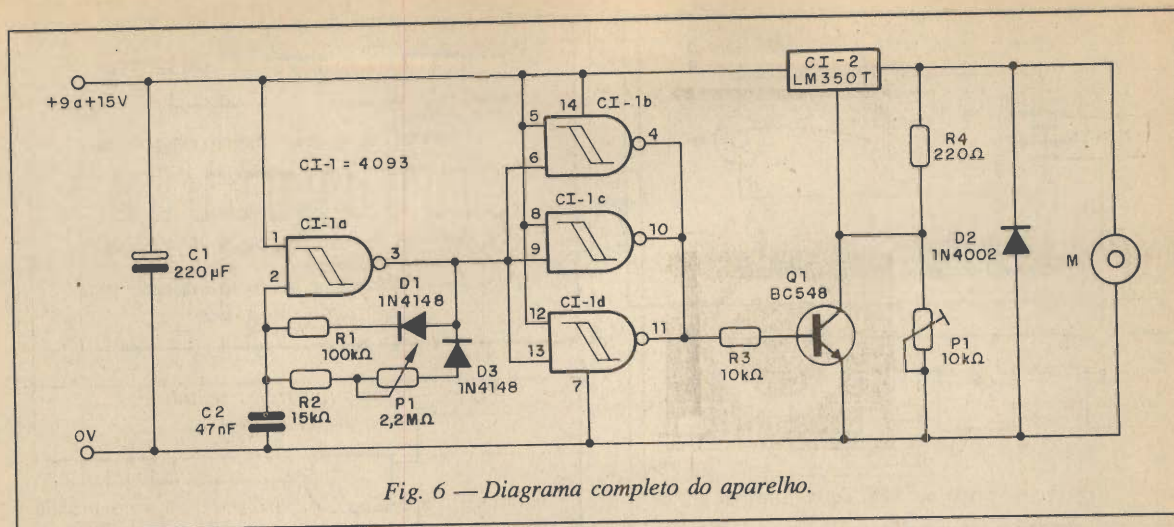 +9a+15V
C1
220µF
CI-1 = 4093
CI-1a
1
2
3
D1
1N4148
R1
100kΩ
R2
15kΩ
P1
2,2MΩ
D3
1N4148
C2
47nF
0V
14
CI-1b
5
6
4
CI-1c
8
9
10
CI-1d
12
13
11
7
R3
10kΩ
Q1
BC548
CI-2
LM350T
R4
220Ω
P1
10kΩ
D2
1N4002
M
Fig. 6 — Diagrama completo do aparelho.